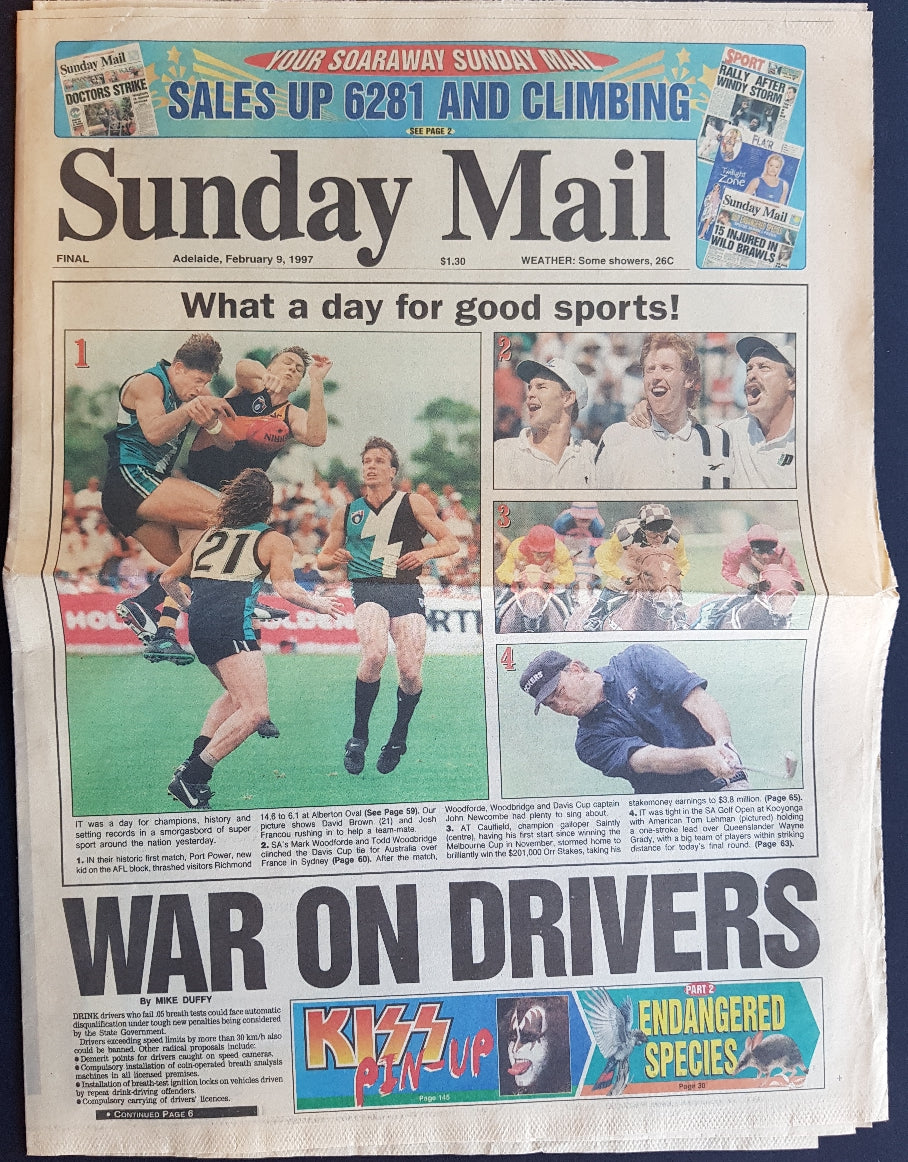 YOUR SOARAWAY SUNDAY MAIL
SALES UP 6281 AND CLIMBING
SEE PAGE 2
Sunday Mail
DOCTORS STRIKE
SPORT
RALLY AFTER
WINDY STORM
FLAIR
Twilight
Zone
Sunday Mail
15 INJURED IN
WILD BRAWLS
Sunday Mail
FINAL
Adelaide, February 9, 1997
$1.30
WEATHER: Some showers, 26C
What a day for good sports!
1
2
3
4
21
HOLDEN
IT was a day for champions, history and
setting records in a smorgasbord of super
sport around the nation yesterday.
1. IN their historic first match, Port Power, new
kid on the AFL block, thrashed visitors Richmond
14.6 to 6.1 at Alberton Oval (See Page 59). Our
picture shows David Brown (21) and Josh
Francou rushing in to help a team-mate.
2. SA's Mark Woodforde and Todd Woodbridge
clinched the Davis Cup tie for Australia over
France in Sydney (Page 60). After the match,
Woodforde, Woodbridge and Davis Cup captain
John Newcombe had plenty to sing about.
3. AT Caulfield, champion galloper Saintly
(centre), having his first start since winning the
Melbourne Cup in November, stormed home to
brilliantly win the $201,000 Orr Stakes, taking his
stakemoney earnings to $3.8 million. (Page 65).
4. IT was tight in the SA Golf Open at Kooyonga
with American Tom Lehman (pictured) holding
a one-stroke lead over Queenslander Wayne
Grady, with a big team of players within striking
distance for today's final round. (Page 63).
WAR ON DRIVERS
By MIKE DUFFY
DRINK drivers who fail .05 breath tests could face automatic
disqualification under tough new penalties being considered
by the State Government.
Drivers exceeding speed limits by more than 30 km/h also
could be banned. Other radical proposals include:
● Demerit points for drivers caught on speed cameras.
● Compulsory installation of coin-operated breath analysis
machines in all licensed premises.
● Installation of breath-test ignition locks on vehicles driven
by repeat drink-driving offenders.
● Compulsory carrying of drivers' licences.
• CONTINUED PAGE 6
KISS
PIN-UP
Page 145
PART 2
ENDANGERED
SPECIES
Page 30